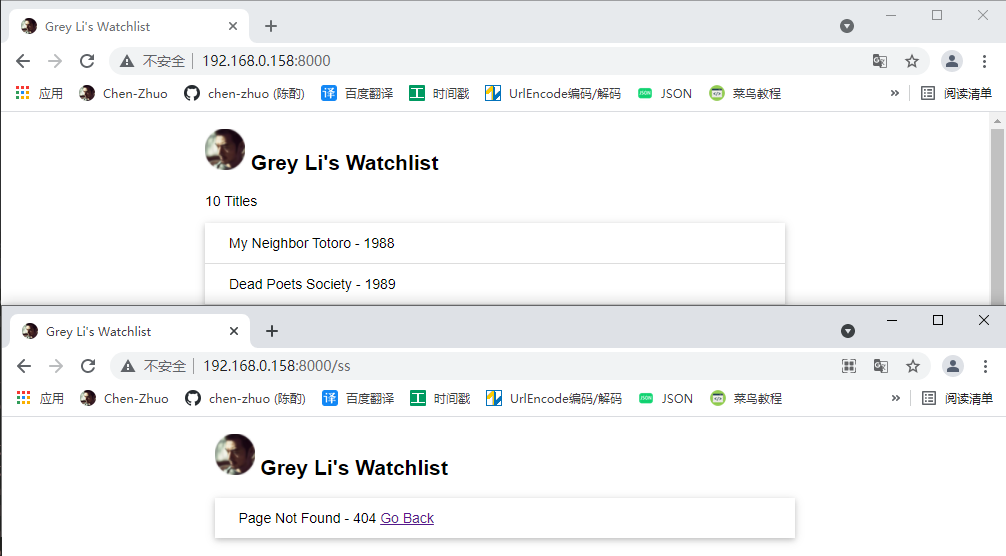 Grey Li's Watchlist
不安全 192.168.0.158:8000
应用 Chen-Zhuo chen-zhuo (陈酌) 译 百度翻译 工 时间戳 UrlEncode编码/解码 JSON JSON 菜鸟教程 » 阅读清单
Grey Li's Watchlist
10 Titles
My Neighbor Totoro - 1988
Dead Poets Society - 1989
Grey Li's Watchlist
不安全 192.168.0.158:8000/ss
应用 Chen-Zhuo chen-zhuo (陈酌) 译 百度翻译 工 时间戳 UrlEncode编码/解码 JSON JSON 菜鸟教程 » 阅读清单
Grey Li's Watchlist
Page Not Found - 404 Go Back